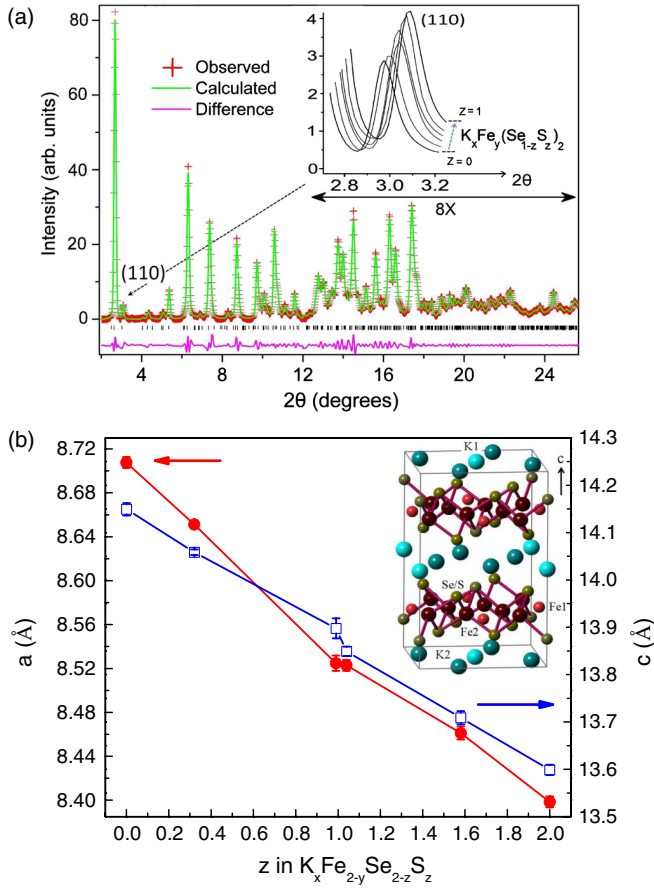 (a)
80
60
40
20
0
Intensity (arb. units)
Observed
Calculated
Difference
(110)
4
3
2
1
0
(110)
z=1
KxFey(Se1-zSz)2
z=0
2.8 3.0 3.2 2θ
8X
4 8 12 16 20 24
2θ (degrees)
(b)
8.72
8.68
8.64
8.60
8.56
8.52
8.48
8.44
8.40
a (Å)
K1
c
Se/S
Fe1
Fe2
K2
14.3
14.2
14.1
14.0
13.9
13.8
13.7
13.6
13.5
c (Å)
0.0 0.2 0.4 0.6 0.8 1.0 1.2 1.4 1.6 1.8 2.0
z in KxFe2-ySe2-zSz